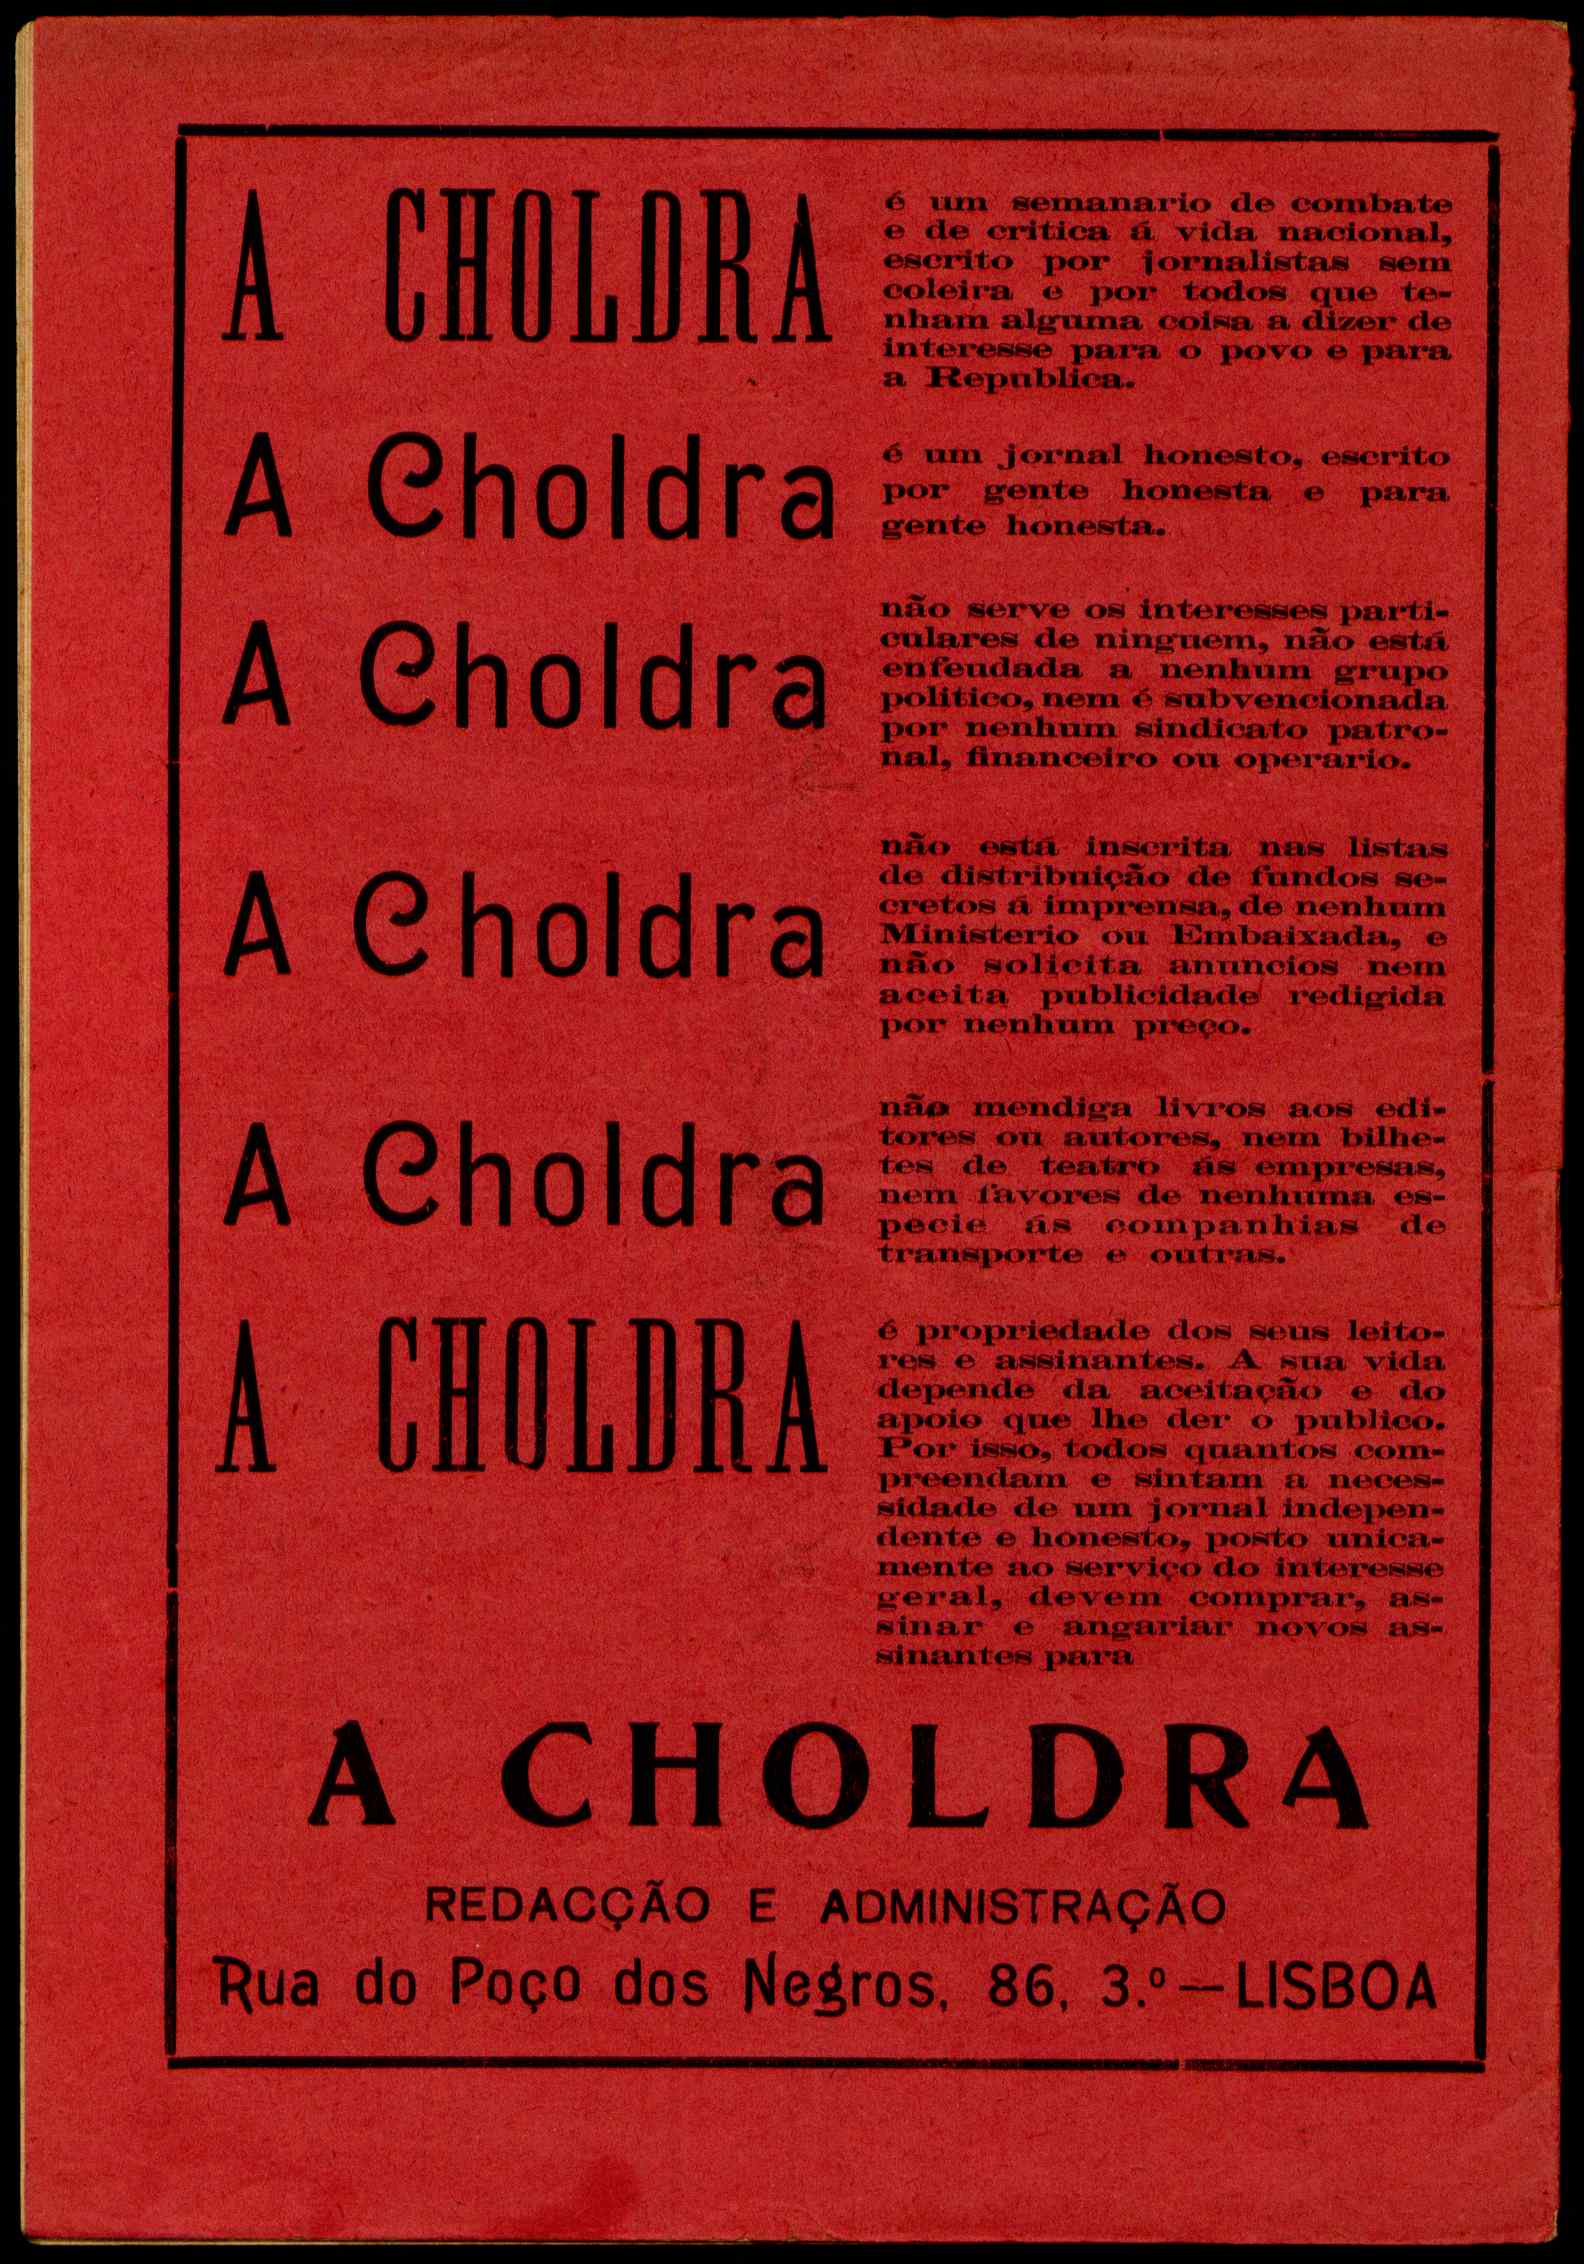 A CHOLDRA
é um semanario de combate
e de critica á vida nacional,
escrito por jornalistas sem
coleira e por todos que te-
nham alguma coisa a dizer de
interesse para o povo e para
a Republica.
A Choldra
é um jornal honesto, escrito
por gente honesta e para
gente honesta.
A Choldra
não serve os interesses parti-
culares de ninguem, não está
enfeudada a nenhum grupo
politico, nem é subvencionada
por nenhum sindicato patro-
nal, financeiro ou operario.
A Choldra
não está inscrita nas listas
de distribuição de fundos se-
cretos á imprensa, de nenhum
Ministerio ou Embaixada, e
não solicita anuncios nem
aceita publicidade redigida
por nenhum preço.
A Choldra
não mendiga livros aos edi-
tores ou autores, nem bilhe-
tes de teatro ás empresas,
nem favores de nenhuma es-
pecie ás companhias de
transporte e outras.
A CHOLDRA
é propriedade dos seus leito-
res e assinantes. A sua vida
depende da aceitação e do
apoio que lhe der o publico.
Por isso, todos quantos com-
preendam e sintam a neces-
sidade de um jornal indepen-
dente e honesto, posto unica-
mente ao serviço do interesse
geral, devem comprar, as-
sinar e angariar novos as-
sinantes para
A CHOLDRA
REDACÇÃO E ADMINISTRAÇÃO
Rua do Poço dos Negros, 86, 3.º—LISBOA